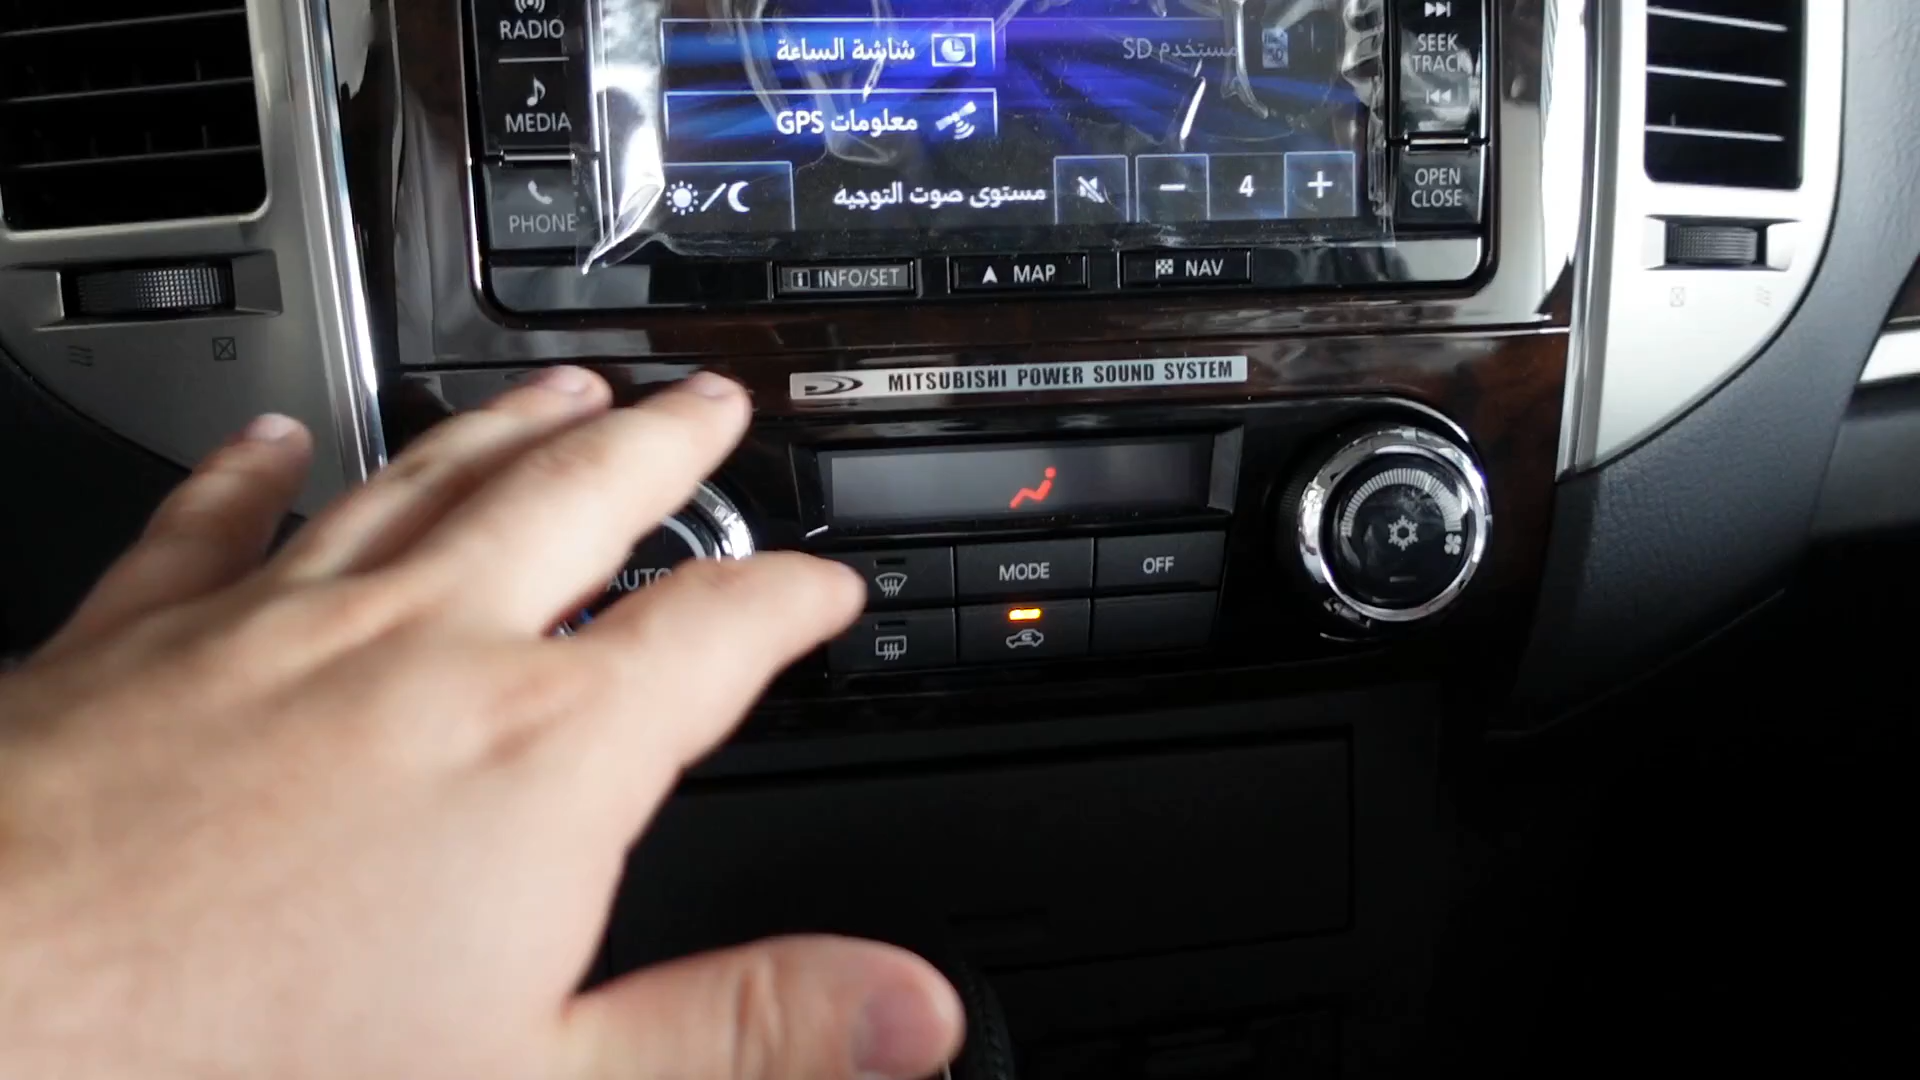 RADIO
MEDIA
PHONE
شاشة الساعة
مستخدم SD
معلومات GPS
مستوى صوت التوجيه
4
SEEK
TRACK
OPEN
CLOSE
INFO/SET
MAP
NAV
MITSUBISHI POWER SOUND SYSTEM
AUTO
MODE
OFF